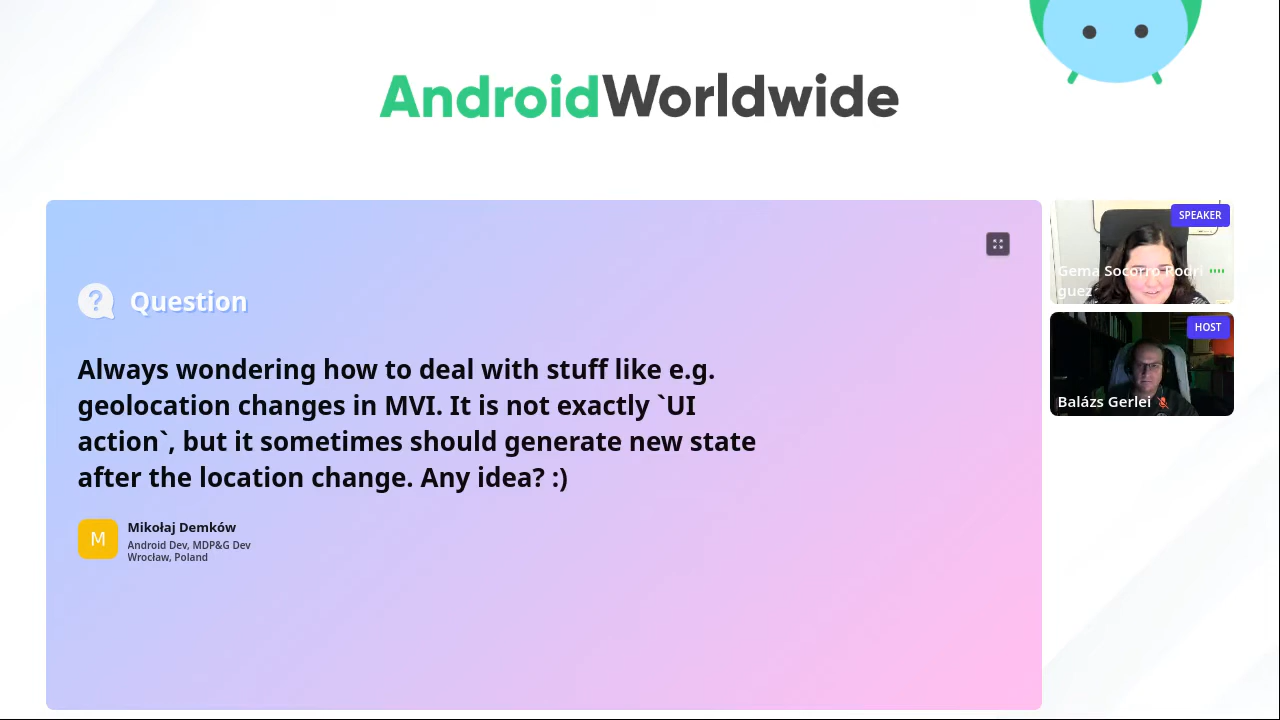 AndroidWorldwide
SPEAKER
Gema Socorro Rodri
guez
HOST
Balázs Gerlei
Question
Always wondering how to deal with stuff like e.g.
geolocation changes in MVI. It is not exactly `UI
action`, but it sometimes should generate new state
after the location change. Any idea? :)
M
Mikołaj Demków
Android Dev, MDP&G Dev
Wrocław, Poland